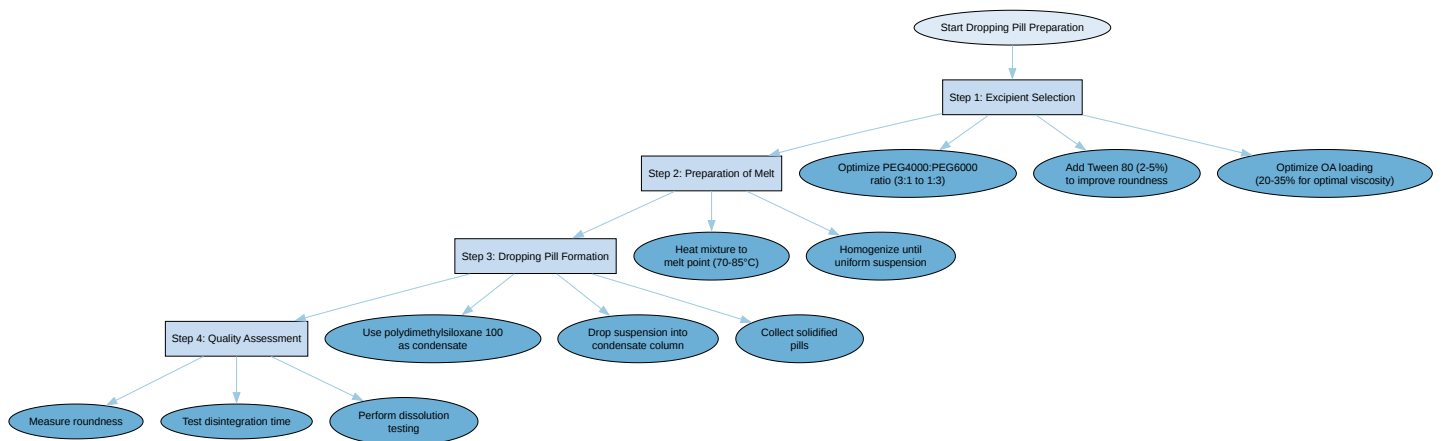 Start Dropping Pill Preparation
Step 1: Excipient Selection
Step 2: Preparation of Melt
Optimize PEG4000:PEG6000
ratio (3:1 to 1:3)
Add Tween 80 (2-5%)
to improve roundness
Optimize OA loading
(20-35% for optimal viscosity)
Step 3: Dropping Pill Formation
Heat mixture to
melt point (70-85°C)
Homogenize until
uniform suspension
Step 4: Quality Assessment
Use polydimethylsiloxane 100
as condensate
Drop suspension into
condensate column
Collect solidified
pills
Measure roundness
Test disintegration time
Perform dissolution
testing